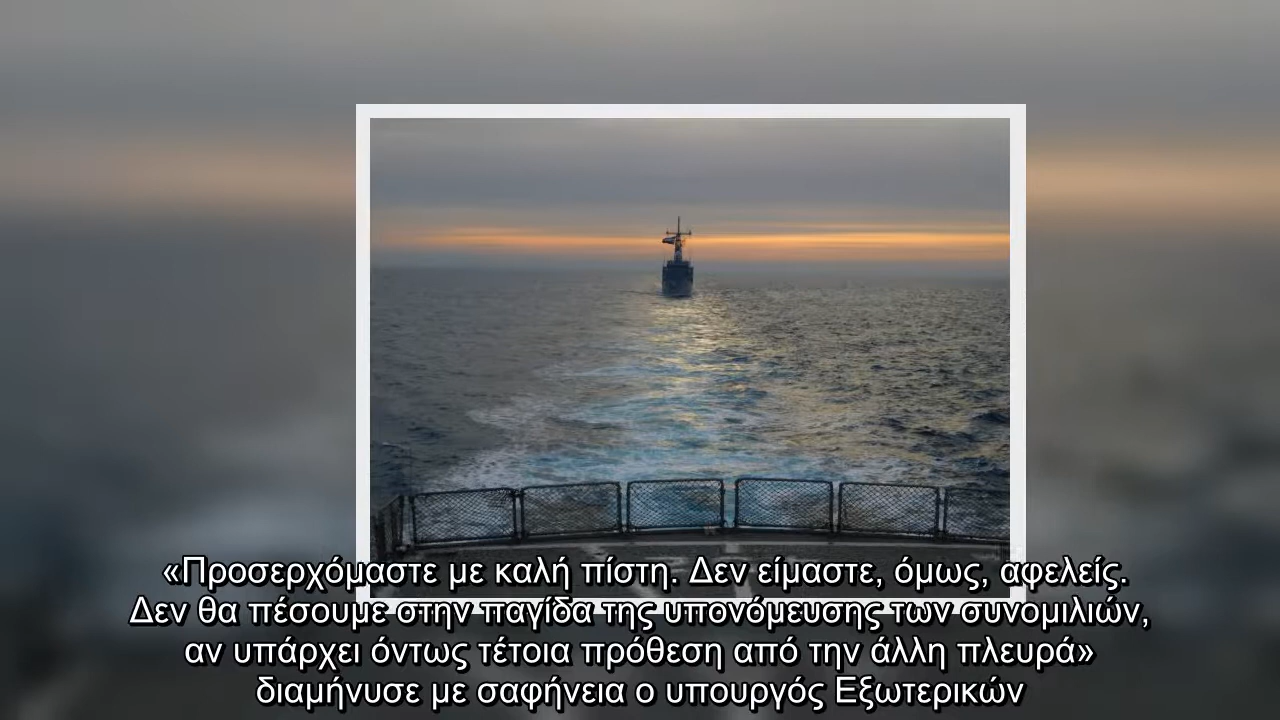 «Προσερχόμαστε με καλή πίστη. Δεν είμαστε, όμως, αφελείς.
Δεν θα πέσουμε στην παγίδα της υπονόμευσης των συνομιλιών,
αν υπάρχει όντως τέτοια πρόθεση από την άλλη πλευρά»
διαμήνυσε με σαφήνεια ο υπουργός Εξωτερικών